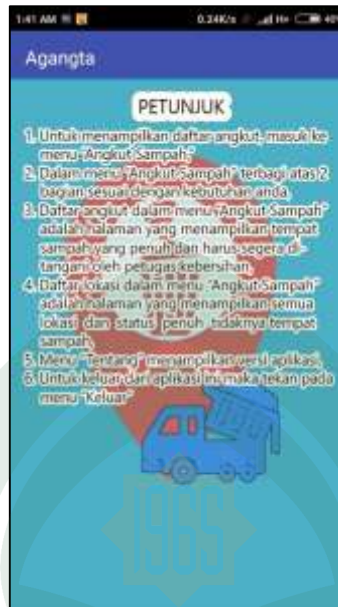 1:41 AM
0.24K/s
H+
40%
Agangta
PETUNJUK
1. Untuk menampilkan daftar angkut, masuk ke
menu "Angkut Sampah;"
2. Dalam menu "Angkut Sampah" terbagi atas 2
bagian sesuai dengan kebutuhan anda
3. Daftar angkut dalam menu "Angkut Sampah"
adalah halaman yang menampilkan tempat
sampah yang penuh dan harus segera di-
tangani oleh petugas kebersihan;
4. Daftar lokasi dalam menu "Angkut Sampah"
adalah halaman yang menampilkan semua
lokasi dan status penuh tidaknya tempat
sampah;
5. Menu "Tentang" menampilkan versi aplikasi;
6. Untuk keluar dari aplikasi ini maka tekan pada
menu "Keluar"
1965